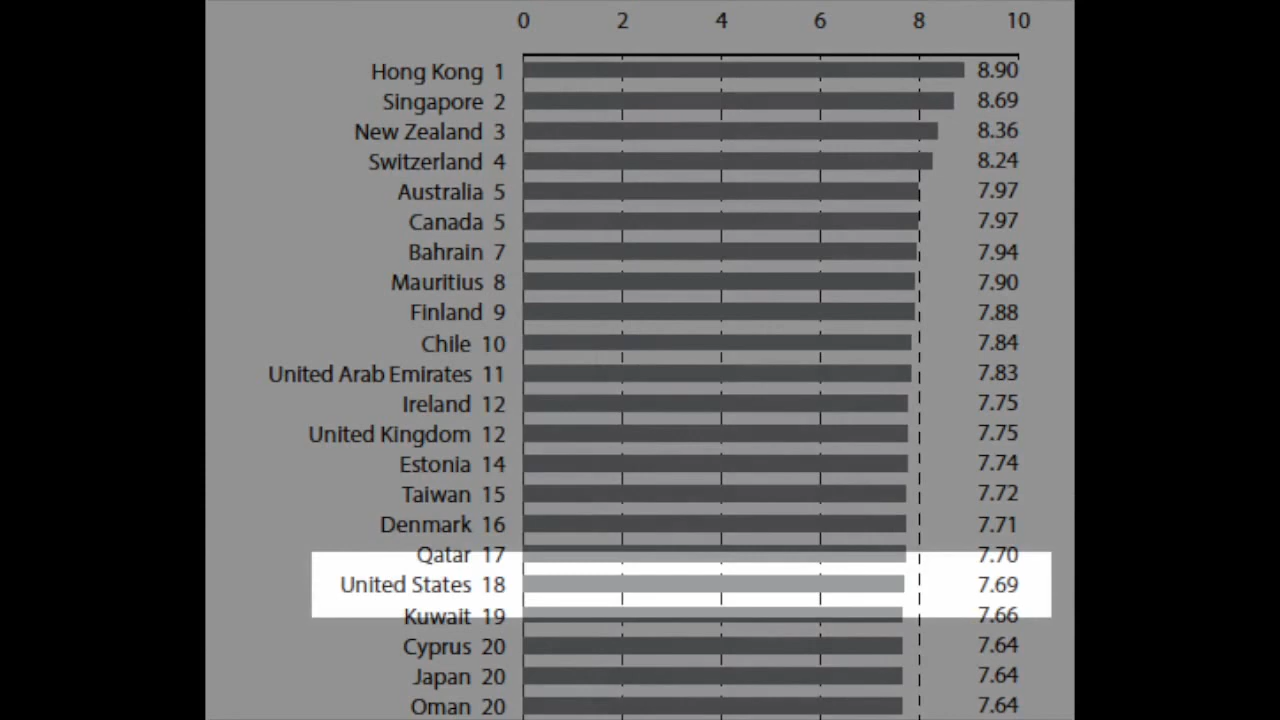 0 2 4 6 8 10
Hong Kong 1 8.90
Singapore 2 8.69
New Zealand 3 8.36
Switzerland 4 8.24
Australia 5 7.97
Canada 5 7.97
Bahrain 7 7.94
Mauritius 8 7.90
Finland 9 7.88
Chile 10 7.84
United Arab Emirates 11 7.83
Ireland 12 7.75
United Kingdom 12 7.75
Estonia 14 7.74
Taiwan 15 7.72
Denmark 16 7.71
Qatar 17 7.70
United States 18 7.69
Kuwait 19 7.66
Cyprus 20 7.64
Japan 20 7.64
Oman 20 7.64